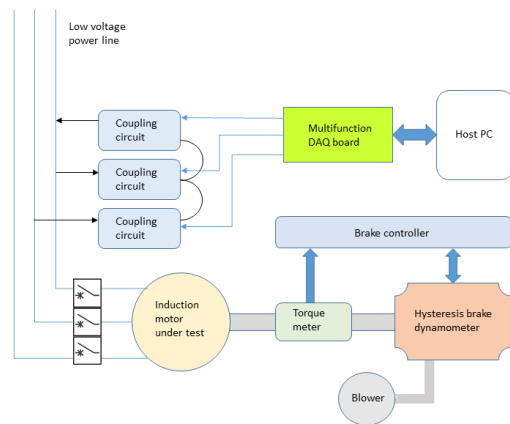 Low voltage
power line
Coupling
circuit
Multifunction
DAQ board
Host PC
Coupling
circuit
Coupling
circuit
Brake controller
Induction
motor
under test
Torque
meter
Hysteresis brake
dynamometer
Blower